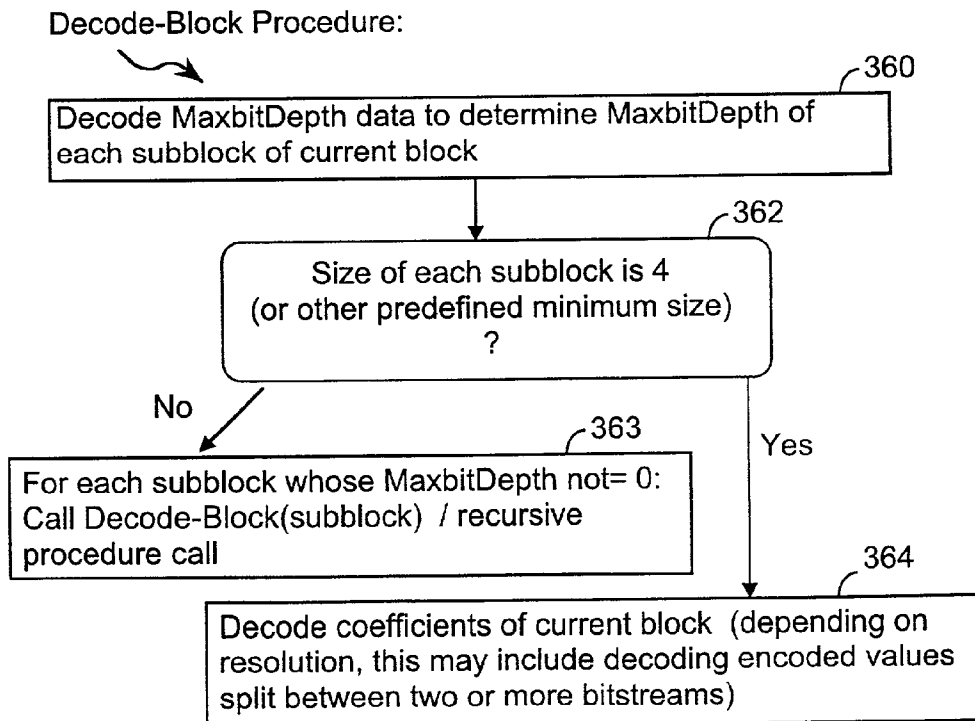 Decode-Block Procedure:
360
Decode MaxbitDepth data to determine MaxbitDepth of
each subblock of current block
362
Size of each subblock is 4
(or other predefined minimum size)
?
No
Yes
363
For each subblock whose MaxbitDepth not= 0:
Call Decode-Block(subblock) / recursive
procedure call
364
Decode coefficients of current block (depending on
resolution, this may include decoding encoded values
split between two or more bitstreams)